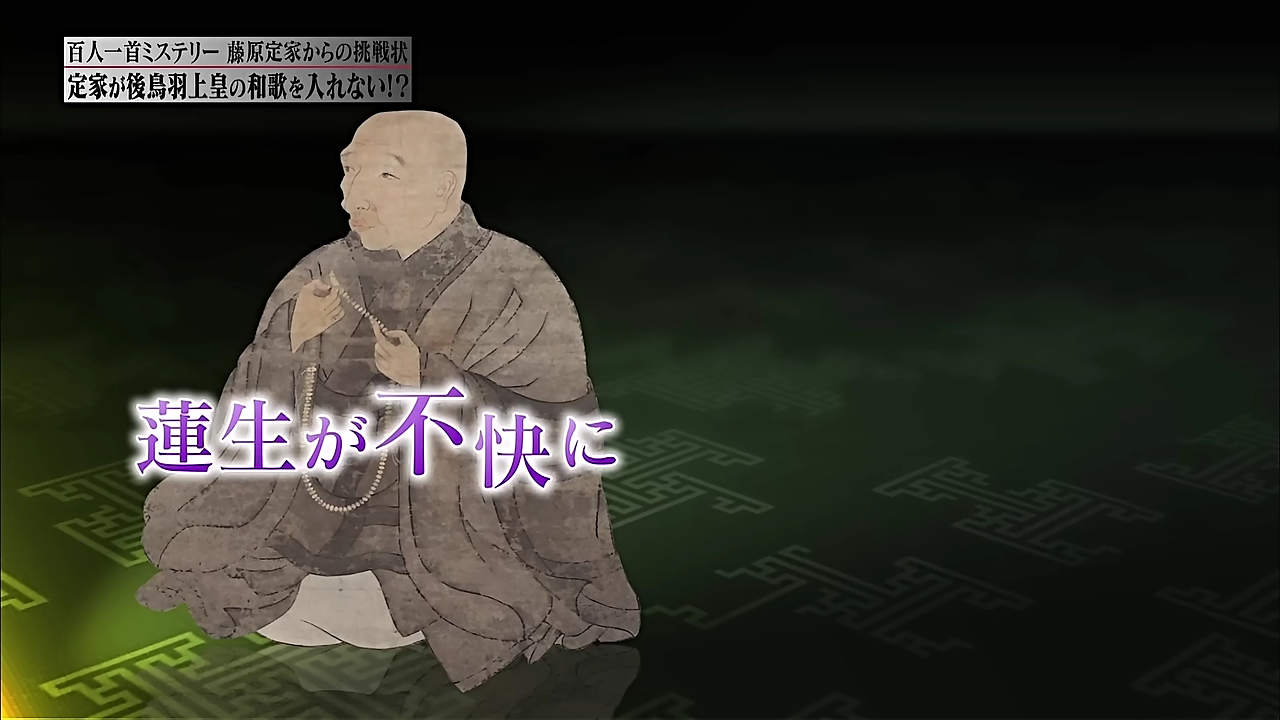 百人一首ミステリー 藤原定家からの挑戦状
定家が後鳥羽上皇の和歌を入れない!?
蓮生が不快に